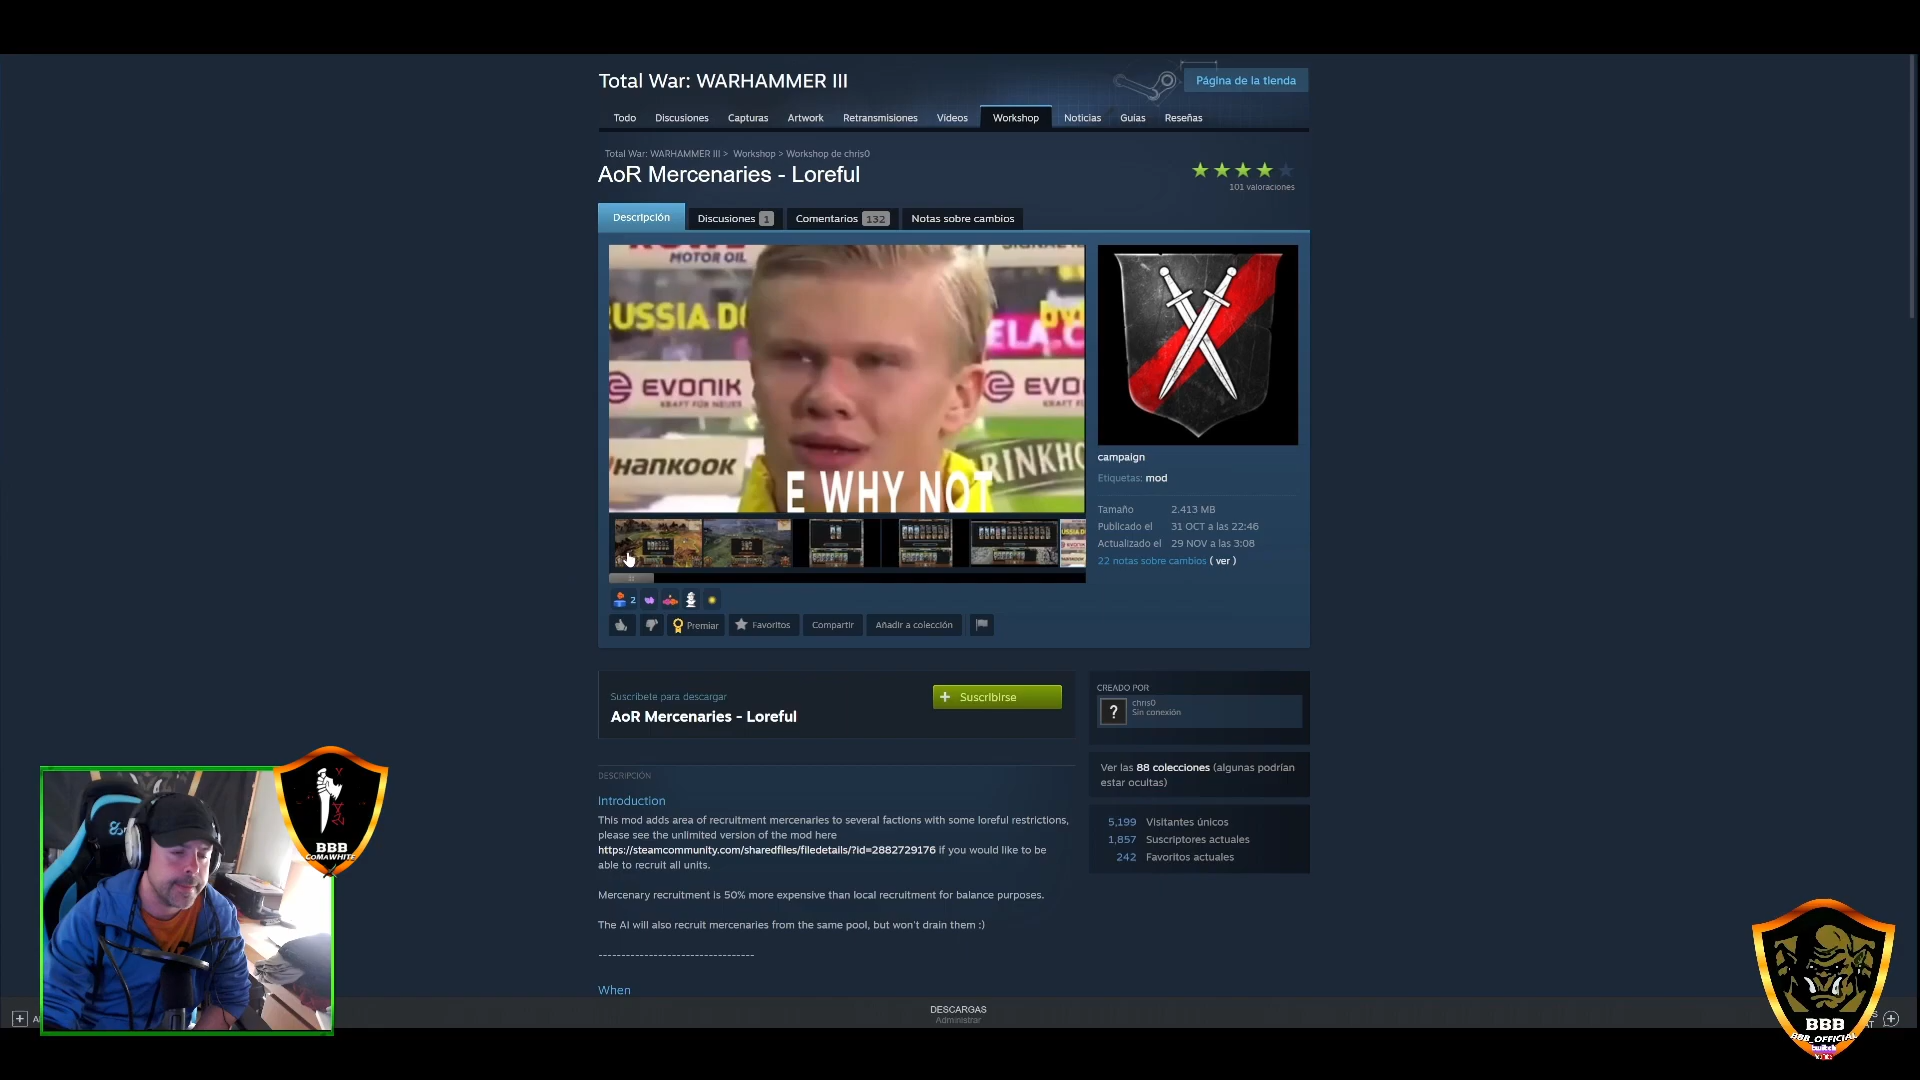 Total War: WARHAMMER III
Página de la tienda
Todo Discusiones Capturas Artwork Retransmisiones Vídeos Workshop Noticias Guías Reseñas
Total War: WARHAMMER III > Workshop > Workshop de chris0
AoR Mercenaries - Loreful
101 valoraciones
Descripción Discusiones 1 Comentarios 132 Notas sobre cambios
MOTOR OIL
RUSSIA
EVONIK
KRAFT FÜR NEUES
HANKOOK
E WHY NOT
campaign
Etiquetas: mod
Tamaño 2.413 MB
Publicado el 31 OCT a las 22:46
Actualizado el 29 NOV a las 3:08
22 notas sobre cambios ( ver )
2
Premiar Favoritos Compartir Añadir a colección
Suscríbete para descargar
AoR Mercenaries - Loreful
+ Suscribirse
CREADO POR
?
chris0
Sin conexión
Ver las 88 colecciones (algunas podrían
estar ocultas)
5,199 Visitantes únicos
1,857 Suscriptores actuales
242 Favoritos actuales
DESCRIPCIÓN
Introduction
This mod adds area of recruitment mercenaries to several factions with some loreful restrictions,
please see the unlimited version of the mod here
https://steamcommunity.com/sharedfiles/filedetails/?id=2882729176 if you would like to be
able to recruit all units.
Mercenary recruitment is 50% more expensive than local recruitment for balance purposes.
The AI will also recruit mercenaries from the same pool, but won't drain them :)
----------------------------------
When
DESCARGAS
Administrar
BBB
CoMaWHITE
BBB
BBB_OFFICIAL
twitch